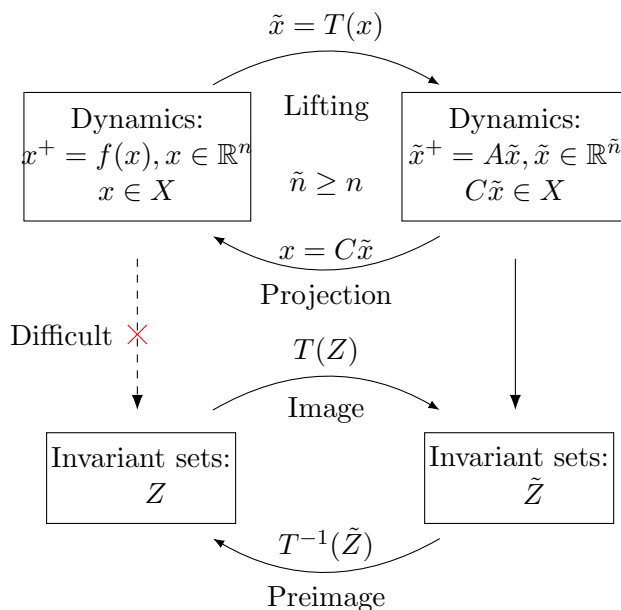 x̃ = T(x)
Lifting
Dynamics:
x⁺ = f(x), x ∈ ℝⁿ
x ∈ X
ñ ≥ n
Dynamics:
x̃⁺ = Ax̃, x̃ ∈ ℝ^ñ
Cx̃ ∈ X
x = Cx̃
Projection
Difficult
T(Z)
Image
Invariant sets:
Z
Invariant sets:
Z̃
T⁻¹(Z̃)
Preimage